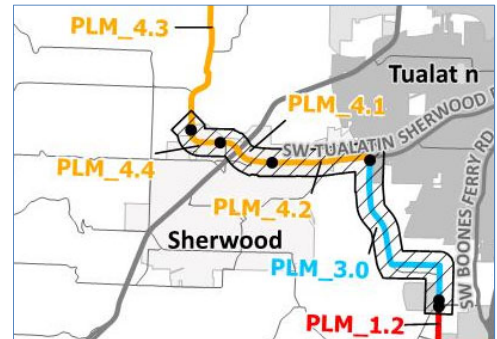 PLM_4.3
Tualat n
PLM_4.1
SW TUALATIN SHERWOOD
PLM_4.4
PLM_4.2
Sherwood
PLM_3.0
SW BOONES FERRY RD
PLM_1.2